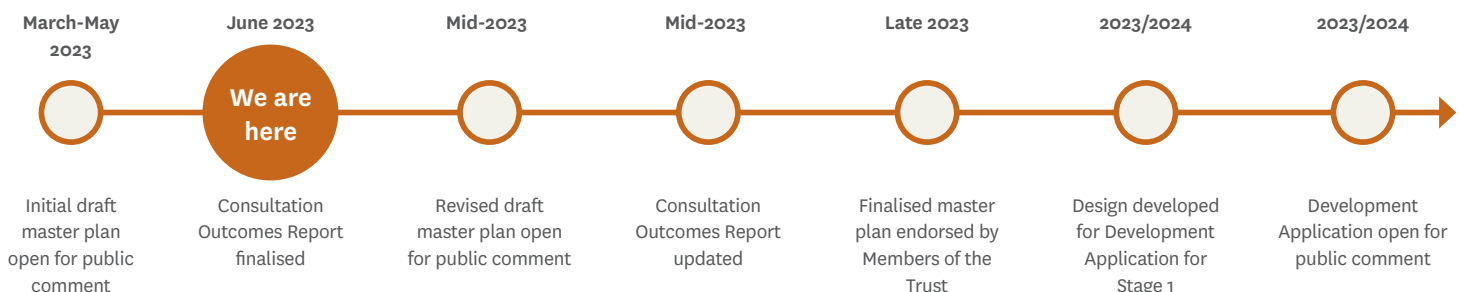 March-May
2023
June 2023
Mid-2023
Mid-2023
Late 2023
2023/2024
2023/2024
We are
here
Initial draft
master plan
open for public
comment
Consultation
Outcomes Report
finalised
Revised draft
master plan open
for public comment
Consultation
Outcomes Report
updated
Finalised master
plan endorsed by
Members of the
Trust
Design developed
for Development
Application for
Stage 1
Development
Application open for
public comment